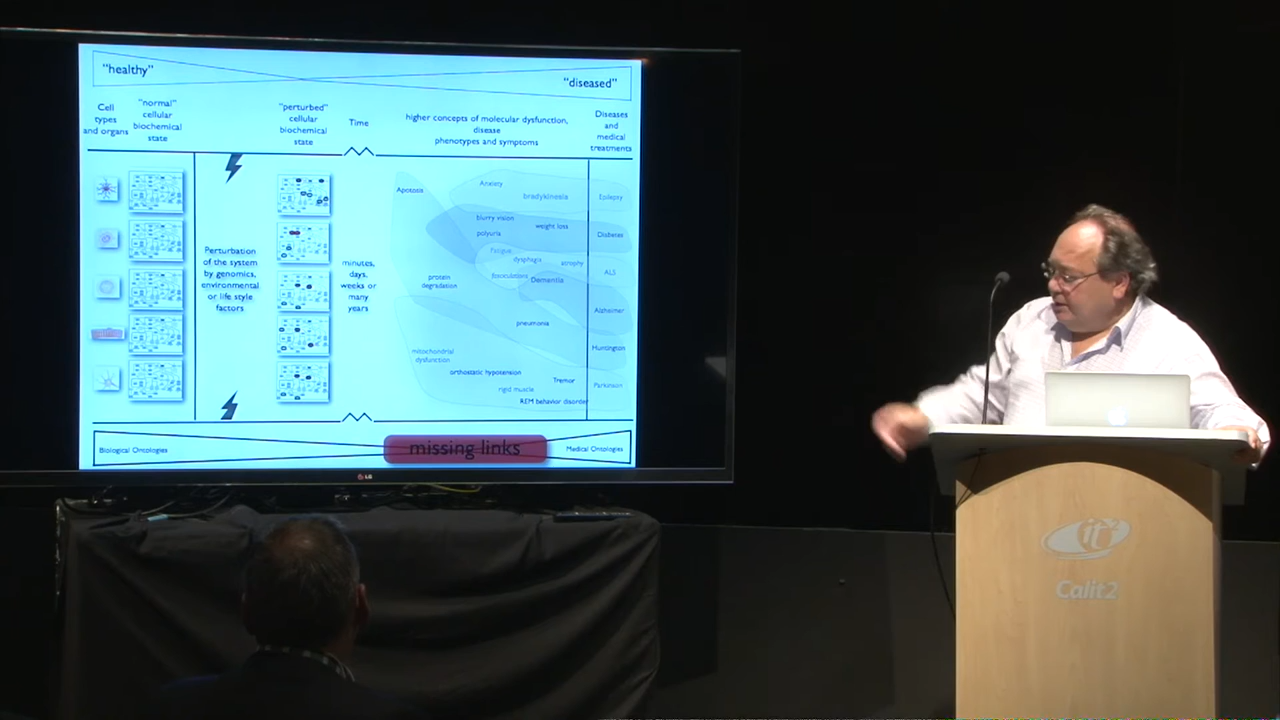 "healthy"
"diseased"
Cell
types
and organs
"normal"
cellular
biochemical
state
"perturbed"
cellular
biochemical
state
Time
higher concepts of molecular dysfunction,
disease
phenotypes and symptoms
Diseases
and
medical
treatments
Perturbation
of the system
by genomics,
environmental
or life style
factors
minutes,
days,
weeks or
many
years
Apotosis
Anxiety
bradykinesia
Epilepsy
blurry vision
weight loss
polyuria
Diabetes
Fatigue
dysphagia
atrophy
ALS
fasciculations
Dementia
protein
degradation
Alzheimer
pneumonia
mitochondrial
dysfunction
Huntington
orthostatic hypotension
Tremor
rigid muscle
Parkinson
REM behavior disorder
Biological Ontologies
missing links
Medical Ontologies
LG
it2
Calit2